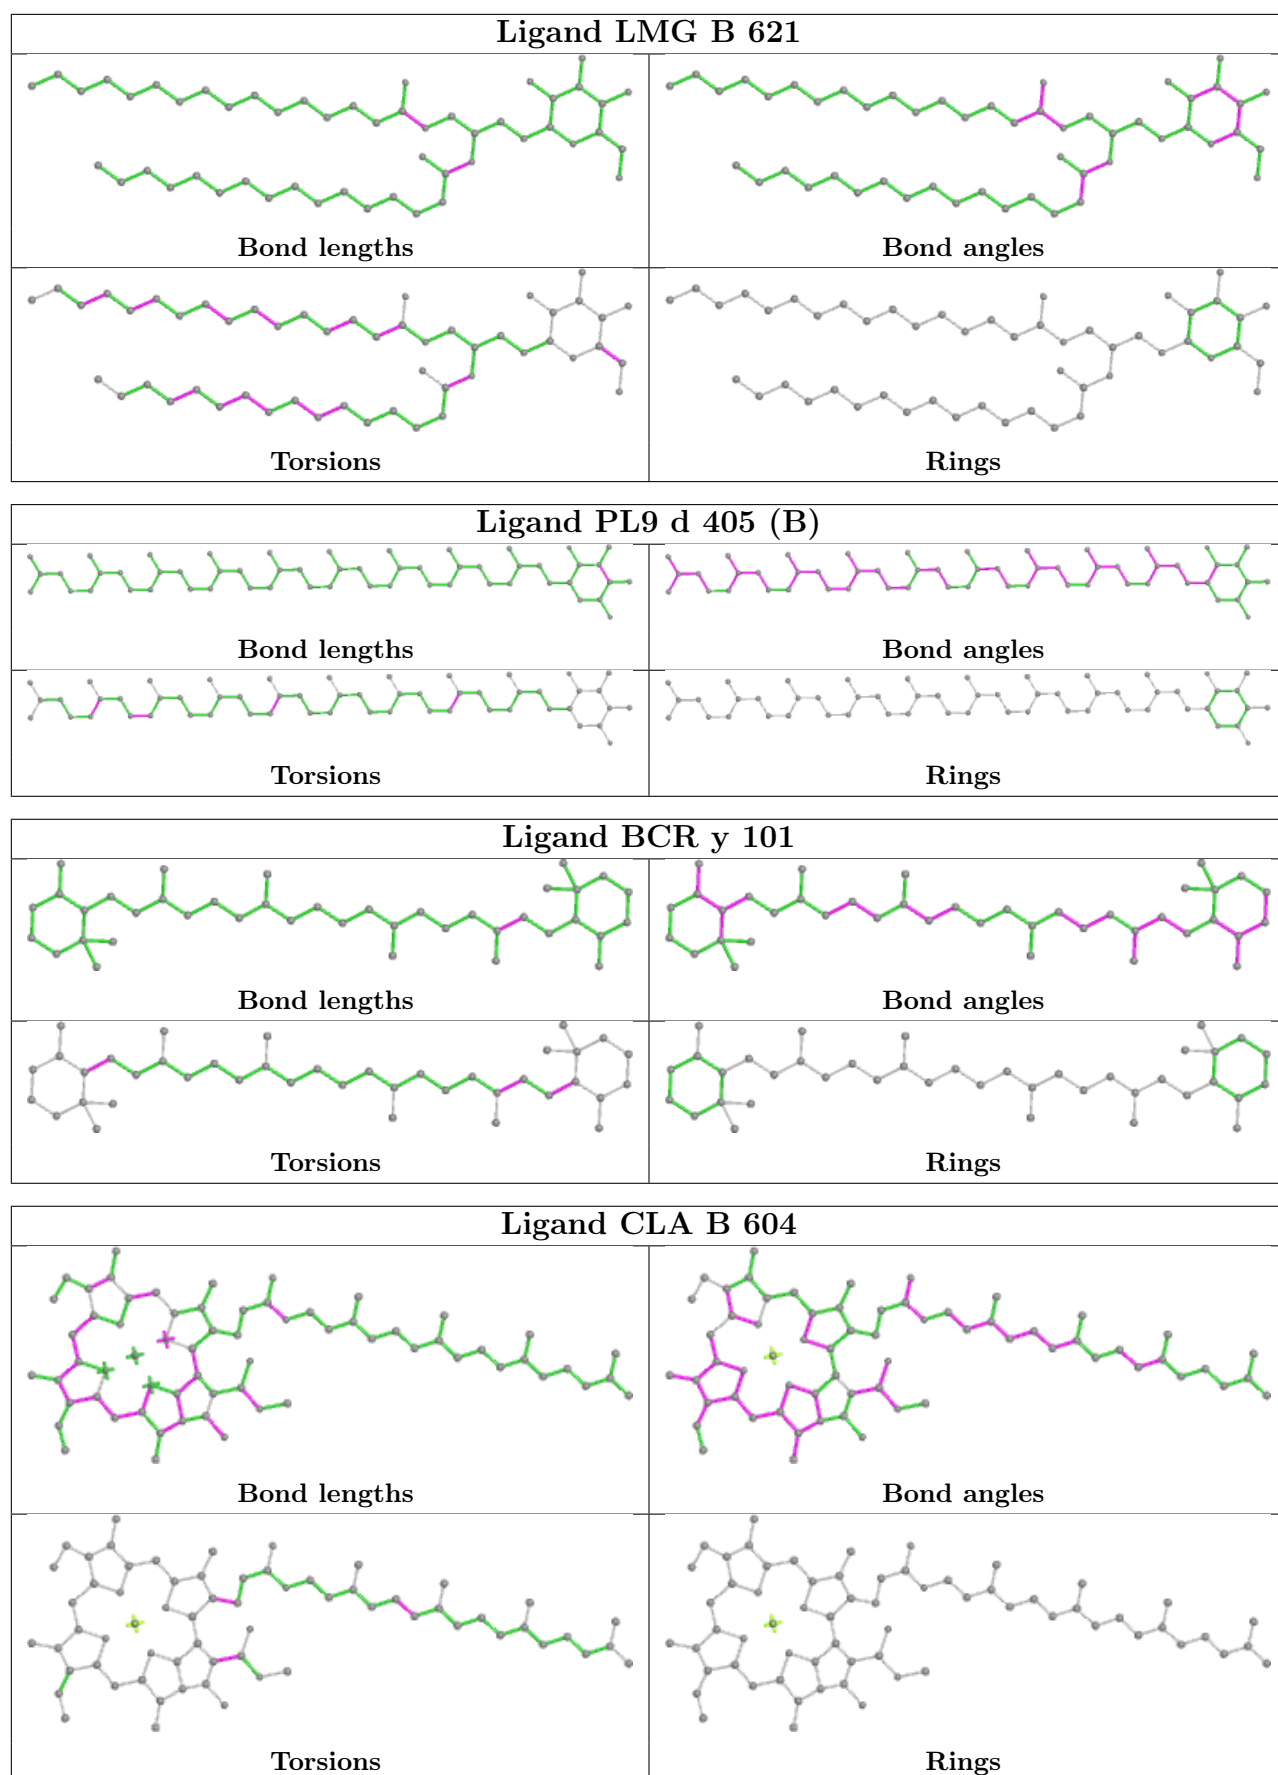 Ligand LMG B 621
Bond lengths
Bond angles
Torsions
Rings
Ligand PL9 d 405 (B)
Bond lengths
Bond angles
Torsions
Rings
Ligand BCR y 101
Bond lengths
Bond angles
Torsions
Rings
Ligand CLA B 604
Bond lengths
Bond angles
Torsions
Rings